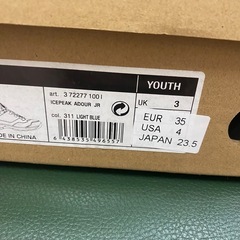 YOUTH
art. 3 72277 100 I
ICEPEAK ADOUR JR
UK 3
col. 311 LIGHT BLUE
EUR 35
USA 4
JAPAN 23.5
6 438535 496557
IN CHINA